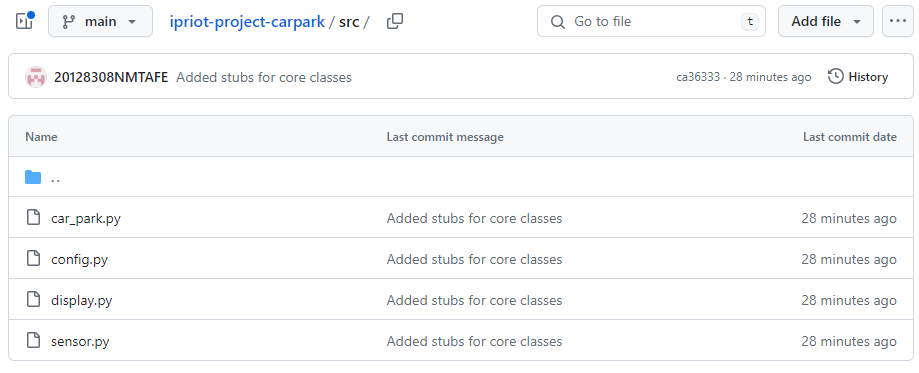 main ipriot-project-carpark / src / Go to file t Add file
20128308NMTAFE Added stubs for core classes ca36333 · 28 minutes ago History
Name Last commit message Last commit date
..
car_park.py Added stubs for core classes 28 minutes ago
config.py Added stubs for core classes 28 minutes ago
display.py Added stubs for core classes 28 minutes ago
sensor.py Added stubs for core classes 28 minutes ago